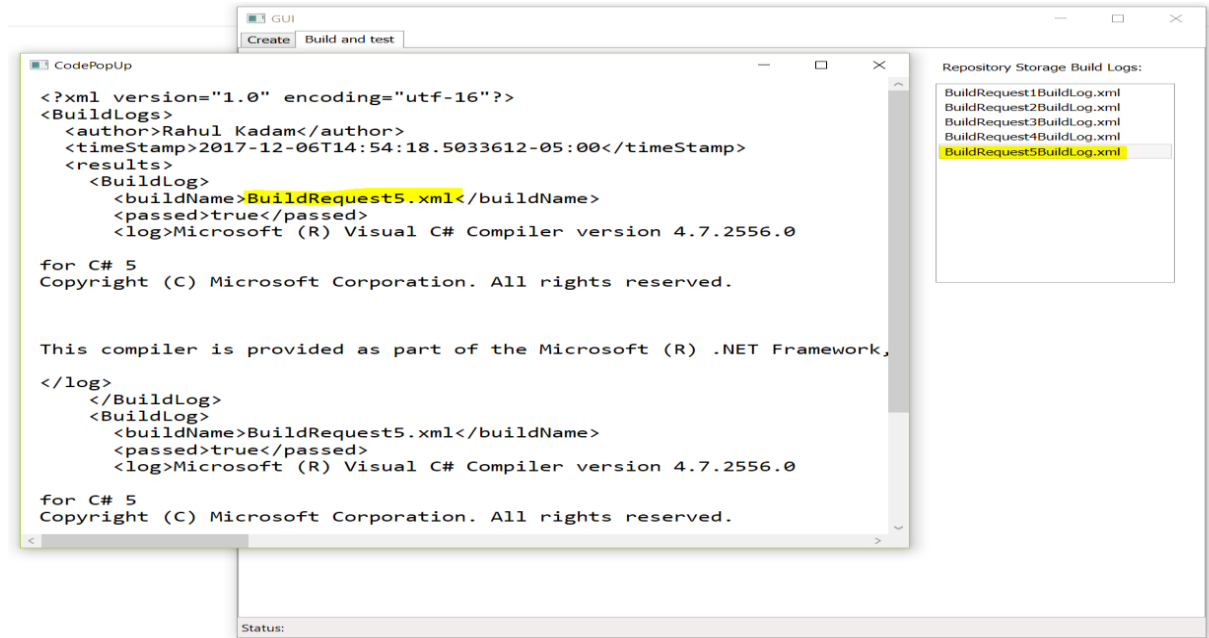 GUI
Create Build and test
CodePopUp
<?xml version="1.0" encoding="utf-16"?>
<BuildLogs>
<author>Rahul Kadam</author>
<timeStamp>2017-12-06T14:54:18.5033612-05:00</timeStamp>
<results>
<BuildLog>
<buildName>BuildRequest5.xml</buildName>
<passed>true</passed>
<log>Microsoft (R) Visual C# Compiler version 4.7.2556.0
for C# 5
Copyright (C) Microsoft Corporation. All rights reserved.
This compiler is provided as part of the Microsoft (R) .NET Framework,
</log>
</BuildLog>
<BuildLog>
<buildName>BuildRequest5.xml</buildName>
<passed>true</passed>
<log>Microsoft (R) Visual C# Compiler version 4.7.2556.0
for C# 5
Copyright (C) Microsoft Corporation. All rights reserved.
Repository Storage Build Logs:
BuildRequest1BuildLog.xml
BuildRequest2BuildLog.xml
BuildRequest3BuildLog.xml
BuildRequest4BuildLog.xml
BuildRequest5BuildLog.xml
Status: